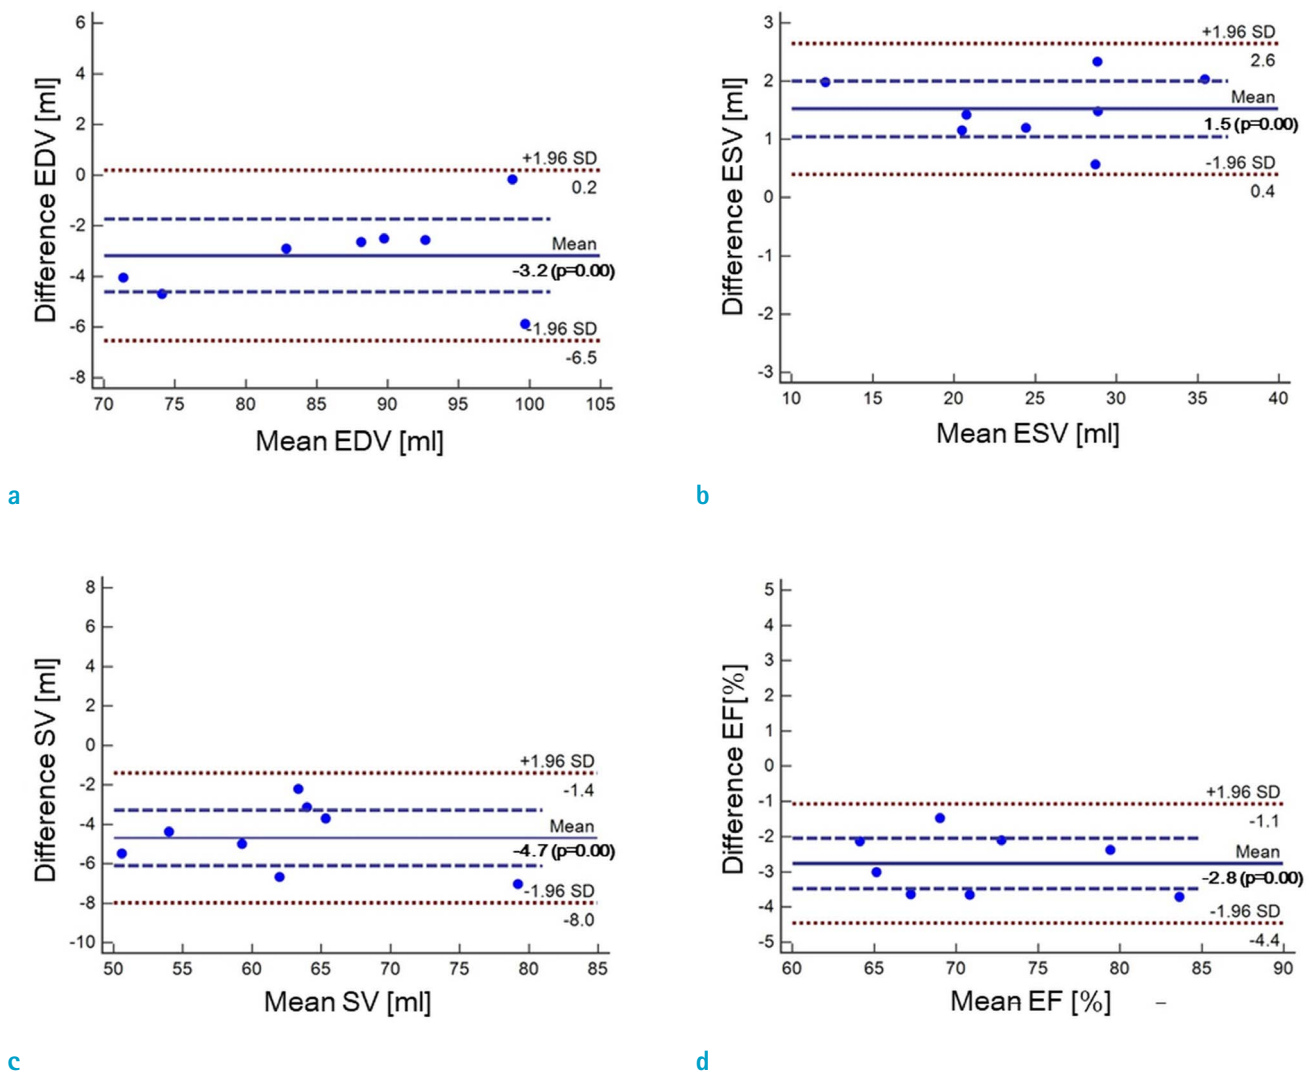 6
4
2
0
-2
-4
-6
-8
Difference EDV [ml]
+1.96 SD
0.2
Mean
-3.2 (p=0.00)
-1.96 SD
-6.5
70 75 80 85 90 95 100 105
Mean EDV [ml]
a
3
2
1
0
-1
-2
-3
Difference ESV [ml]
+1.96 SD
2.6
Mean
1.5 (p=0.00)
-1.96 SD
0.4
10 15 20 25 30 35 40
Mean ESV [ml]
b
8
6
4
2
0
-2
-4
-6
-8
-10
Difference SV [ml]
+1.96 SD
-1.4
Mean
-4.7 (p=0.00)
-1.96 SD
-8.0
50 55 60 65 70 75 80 85
Mean SV [ml]
c
5
4
3
2
1
0
-1
-2
-3
-4
-5
Difference EF[%]
+1.96 SD
-1.1
Mean
-2.8 (p=0.00)
-1.96 SD
-4.4
60 65 70 75 80 85 90
Mean EF [%] –
d